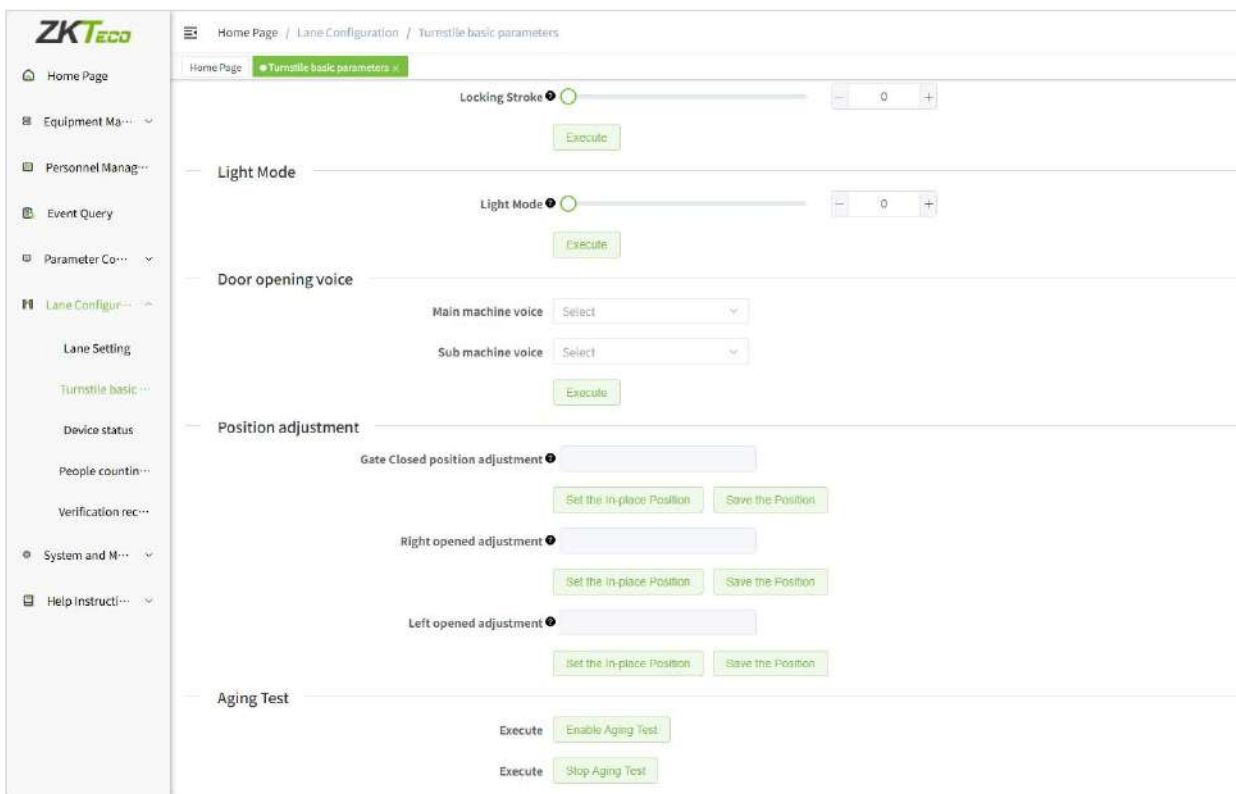 ZKTECO
Home Page / Lane Configuration / Turnstile basic parameters
Home Page
Turnstile basic parameters ×
Home Page
Equipment Ma···
Personnel Manag···
Event Query
Parameter Co···
Lane Configur···
Lane Setting
Turnstile basic ···
Device status
People countin···
Verification rec···
System and M···
Help Instructi···
Locking Stroke
− 0 +
Execute
Light Mode
Light Mode
− 0 +
Execute
Door opening voice
Main machine voice Select
Sub machine voice Select
Execute
Position adjustment
Gate Closed position adjustment
Set the In-place Position Save the Position
Right opened adjustment
Set the In-place Position Save the Position
Left opened adjustment
Set the In-place Position Save the Position
Aging Test
Execute Enable Aging Test
Execute Stop Aging Test